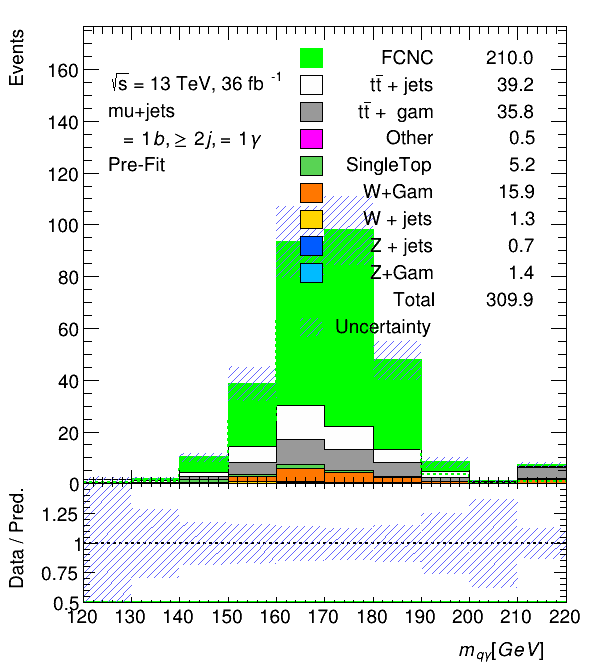 Events
160
140
120
100
80
60
40
20
0
√s = 13 TeV, 36 fb⁻¹
mu+jets
= 1b, ≥ 2j, = 1γ
Pre-Fit
FCNC 210.0
tt̄ + jets 39.2
tt̄ + gam 35.8
Other 0.5
SingleTop 5.2
W+Gam 15.9
W + jets 1.3
Z + jets 0.7
Z+Gam 1.4
Total 309.9
Uncertainty
Data / Pred.
1.25
1
0.75
0.5
120 130 140 150 160 170 180 190 200 210 220
m_qγ[GeV]